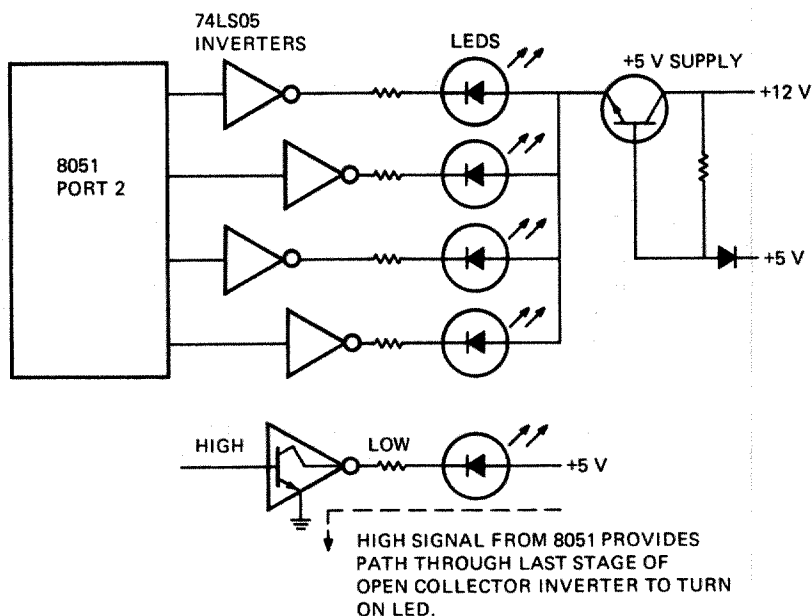 74LS05
INVERTERS
LEDS
+5 V SUPPLY
+12 V
8051
PORT 2
+5 V
HIGH
LOW
+5 V
HIGH SIGNAL FROM 8051 PROVIDES
PATH THROUGH LAST STAGE OF
OPEN COLLECTOR INVERTER TO TURN
ON LED.